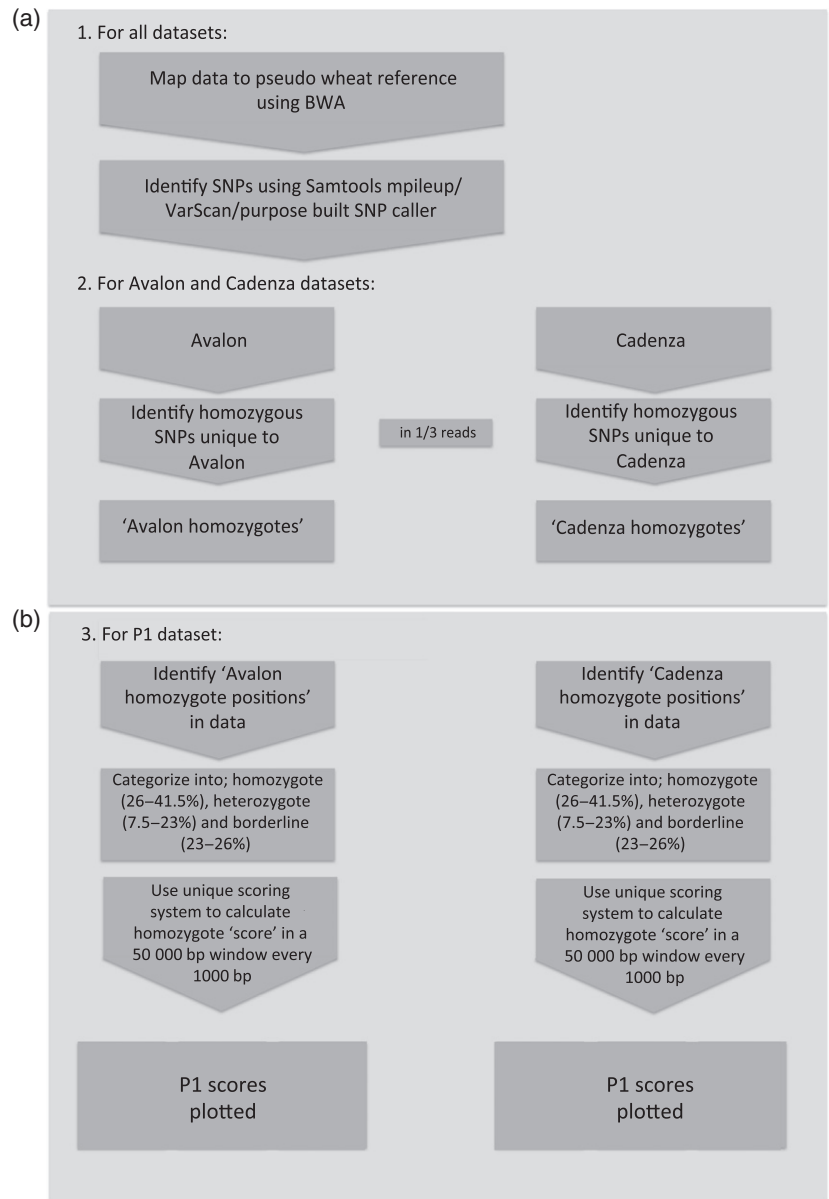 (a)
1. For all datasets:
Map data to pseudo wheat reference
using BWA
Identify SNPs using Samtools mpileup/
VarScan/purpose built SNP caller
2. For Avalon and Cadenza datasets:
Avalon
Identify homozygous
SNPs unique to
Avalon
‘Avalon homozygotes’
in 1/3 reads
Cadenza
Identify homozygous
SNPs unique to
Cadenza
‘Cadenza homozygotes’
(b)
3. For P1 dataset:
Identify ‘Avalon
homozygote positions’
in data
Categorize into; homozygote
(26–41.5%), heterozygote
(7.5–23%) and borderline
(23–26%)
Use unique scoring
system to calculate
homozygote ‘score’ in a
50 000 bp window every
1000 bp
P1 scores
plotted
Identify ‘Cadenza
homozygote positions’
in data
Categorize into; homozygote
(26–41.5%), heterozygote
(7.5–23%) and borderline
(23–26%)
Use unique scoring
system to calculate
homozygote ‘score’ in a
50 000 bp window every
1000 bp
P1 scores
plotted